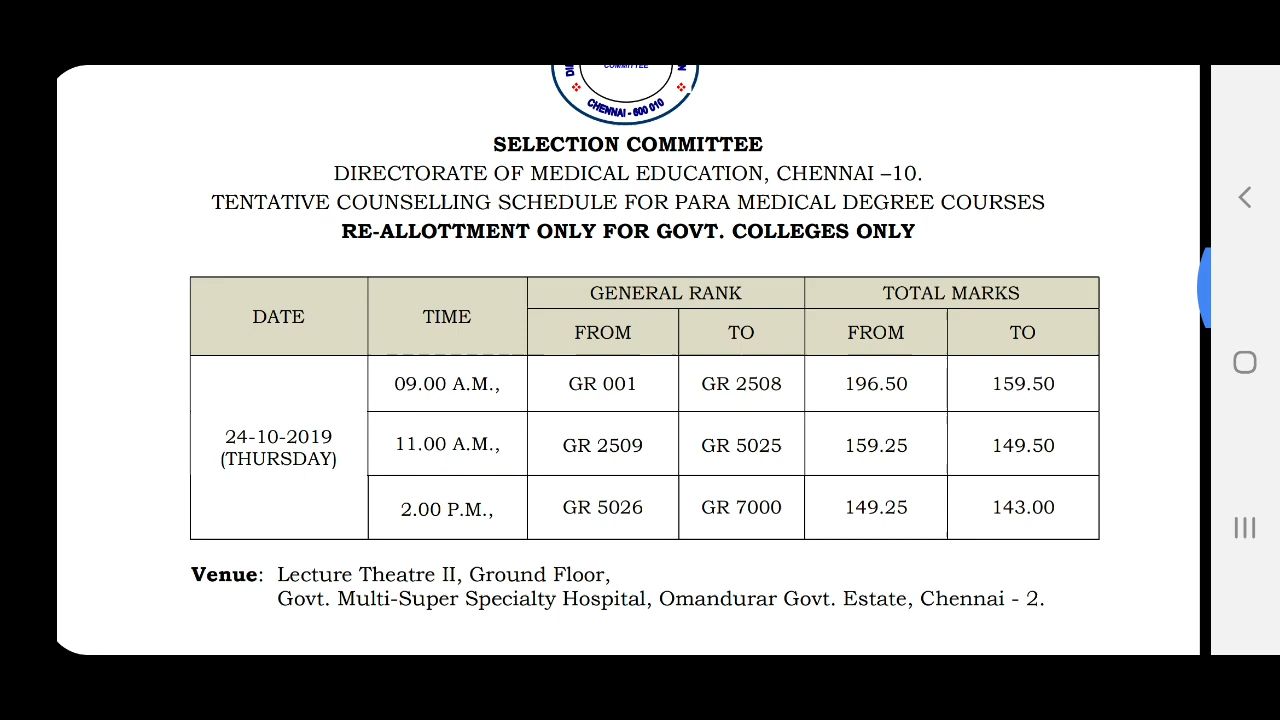 COMMITTEE
CHENNAI - 600 010
SELECTION COMMITTEE
DIRECTORATE OF MEDICAL EDUCATION, CHENNAI –10.
TENTATIVE COUNSELLING SCHEDULE FOR PARA MEDICAL DEGREE COURSES
RE-ALLOTTMENT ONLY FOR GOVT. COLLEGES ONLY
DATE TIME GENERAL RANK TOTAL MARKS
FROM TO FROM TO
24-10-2019
(THURSDAY)
09.00 A.M., GR 001 GR 2508 196.50 159.50
11.00 A.M., GR 2509 GR 5025 159.25 149.50
2.00 P.M., GR 5026 GR 7000 149.25 143.00
Venue: Lecture Theatre II, Ground Floor,
Govt. Multi-Super Specialty Hospital, Omandurar Govt. Estate, Chennai - 2.